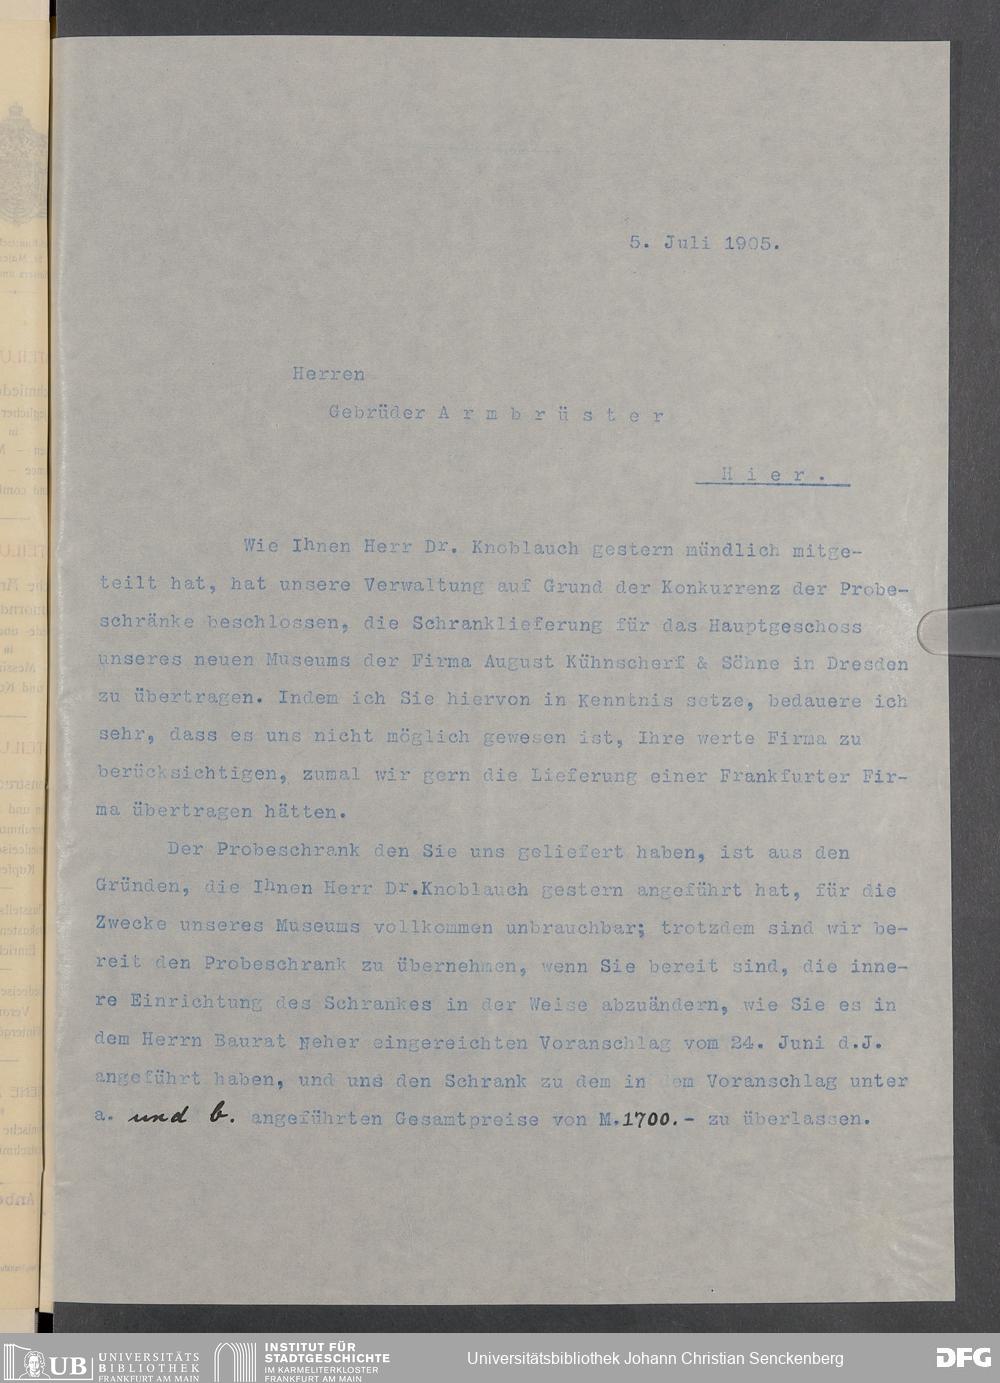 5. Juli 1905.
Herren
Gebrüder A r m b r ü s t e r
H i e r .
Wie Ihnen Herr Dr. Knoblauch gestern mündlich mitge-
teilt hat, hat unsere Verwaltung auf Grund der Konkurrenz der Probe-
schränke beschlossen, die Schranklieferung für das Hauptgeschoss
unseres neuen Museums der Firma August Kühnscherf & Söhne in Dresden
zu übertragen. Indem ich Sie hiervon in Kenntnis setze, bedauere ich
sehr, dass es uns nicht möglich gewesen ist, Ihre werte Firma zu
berücksichtigen, zumal wir gern die Lieferung einer Frankfurter Fir-
ma übertragen hätten.
Der Probeschrank den Sie uns geliefert haben, ist aus den
Gründen, die Ihnen Herr Dr.Knoblauch gestern angeführt hat, für die
Zwecke unseres Museums vollkommen unbrauchbar; trotzdem sind wir be-
reit den Probeschrank zu übernehmen, wenn Sie bereit sind, die inne-
re Einrichtung des Schrankes in der Weise abzuändern, wie Sie es in
dem Herrn Baurat Neher eingereichten Voranschlag vom 24. Juni d.J.
angeführt haben, und uns den Schrank zu dem in dem Voranschlag unter
a. und b. angeführten Gesamtpreise von M.1700.- zu überlassen.
UB UNIVERSITÄTS
BIBLIOTHEK
FRANKFURT AM MAIN
INSTITUT FÜR
STADTGESCHICHTE
IM KARMELITERKLOSTER
FRANKFURT AM MAIN
Universitätsbibliothek Johann Christian Senckenberg
DFG